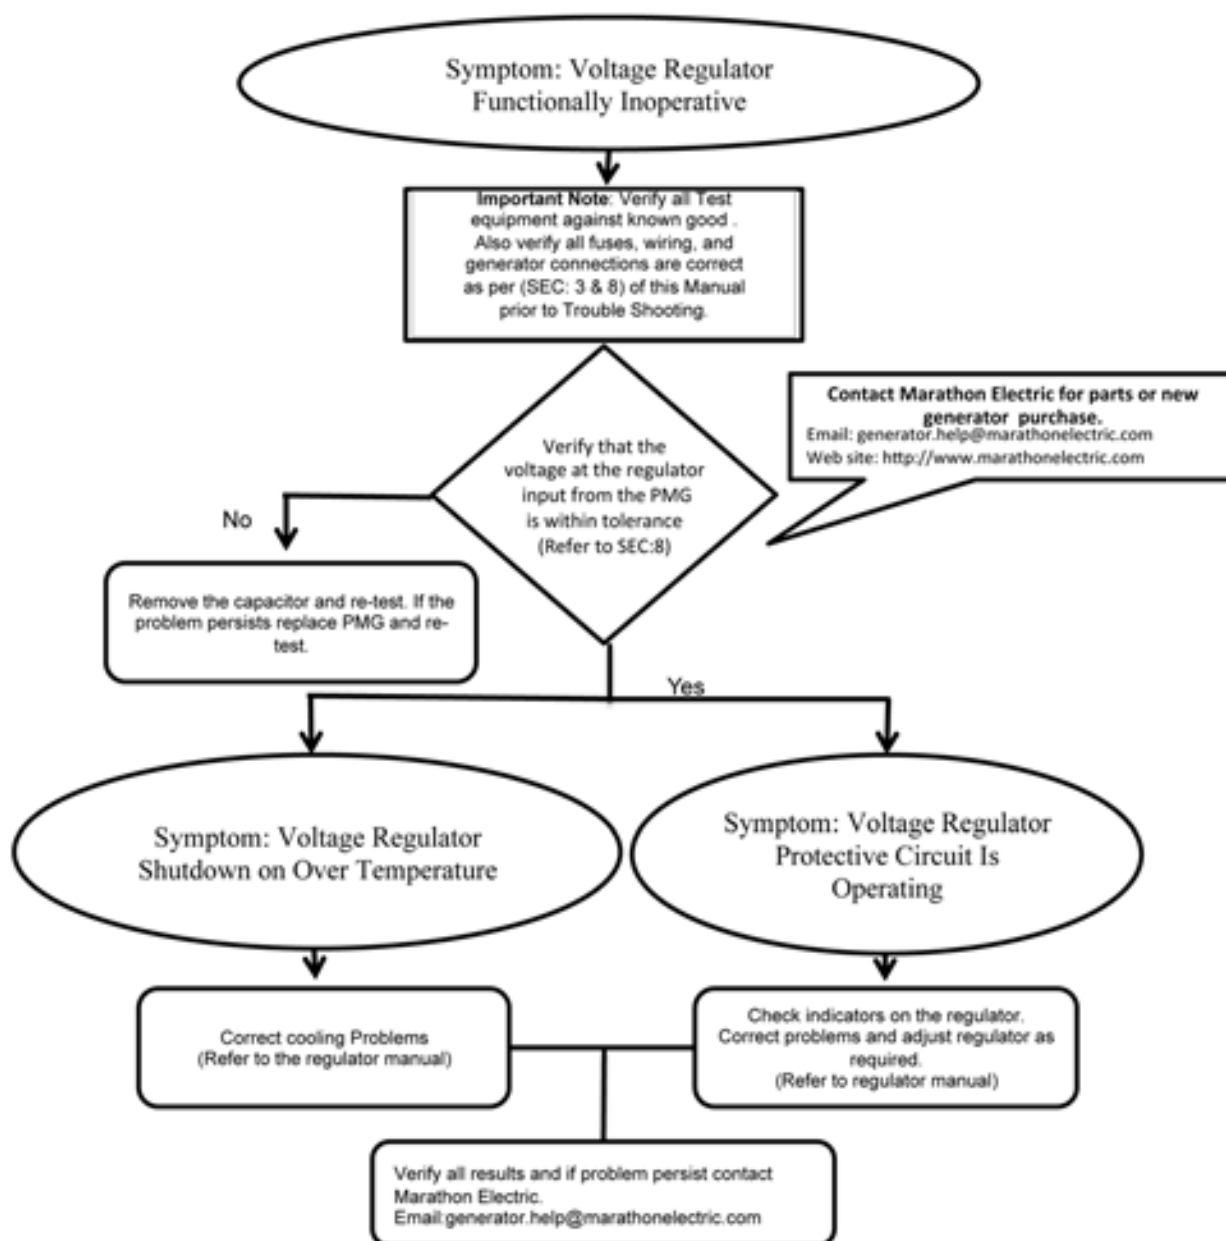 Symptom: Voltage Regulator
Functionally Inoperative
Important Note: Verify all Test
equipment against known good .
Also verify all fuses, wiring, and
generator connections are correct
as per (SEC: 3 & 8) of this Manual
prior to Trouble Shooting.
Contact Marathon Electric for parts or new
generator purchase.
Email: generator.help@marathonelectric.com
Web site: http://www.marathonelectric.com
Verify that the
voltage at the regulator
input from the PMG
is within tolerance
(Refer to SEC:8)
No
Remove the capacitor and re-test. If the
problem persists replace PMG and re-
test.
Yes
Symptom: Voltage Regulator
Shutdown on Over Temperature
Symptom: Voltage Regulator
Protective Circuit Is
Operating
Correct cooling Problems
(Refer to the regulator manual)
Check indicators on the regulator.
Correct problems and adjust regulator as
required.
(Refer to regulator manual)
Verify all results and if problem persist contact
Marathon Electric.
Email:generator.help@marathonelectric.com